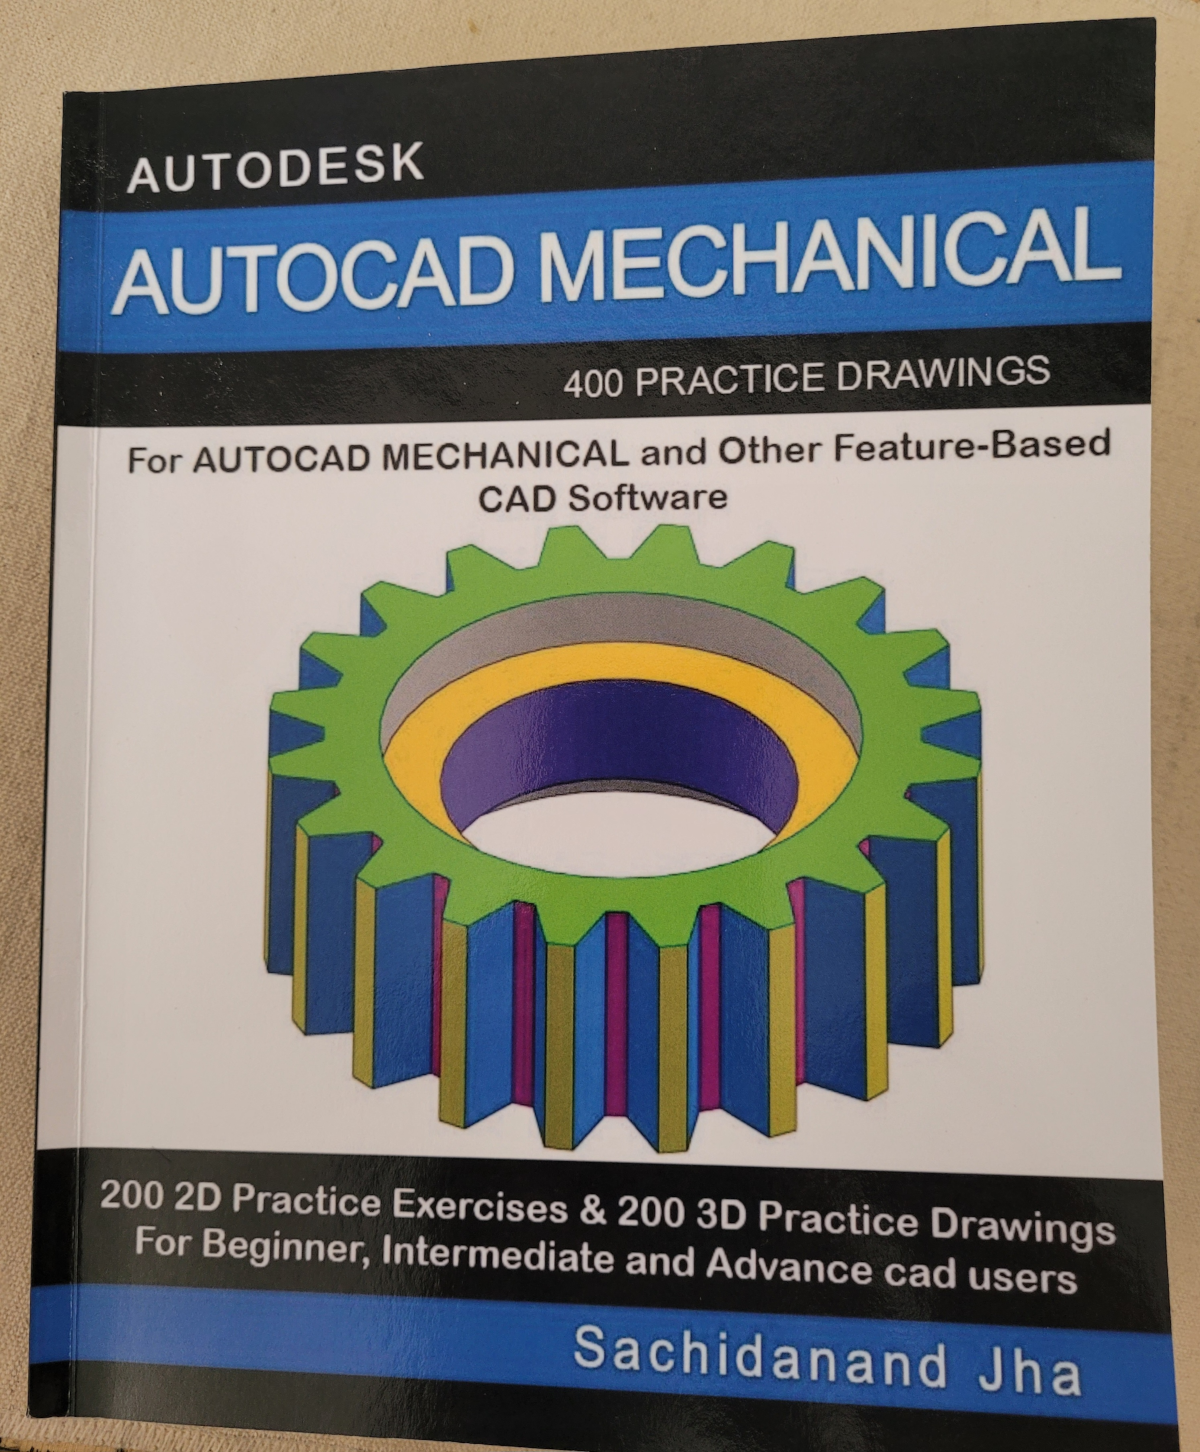 AUTODESK
AUTOCAD MECHANICAL
400 PRACTICE DRAWINGS
For AUTOCAD MECHANICAL and Other Feature-Based
CAD Software
200 2D Practice Exercises & 200 3D Practice Drawings
For Beginner, Intermediate and Advance cad users
Sachidanand Jha